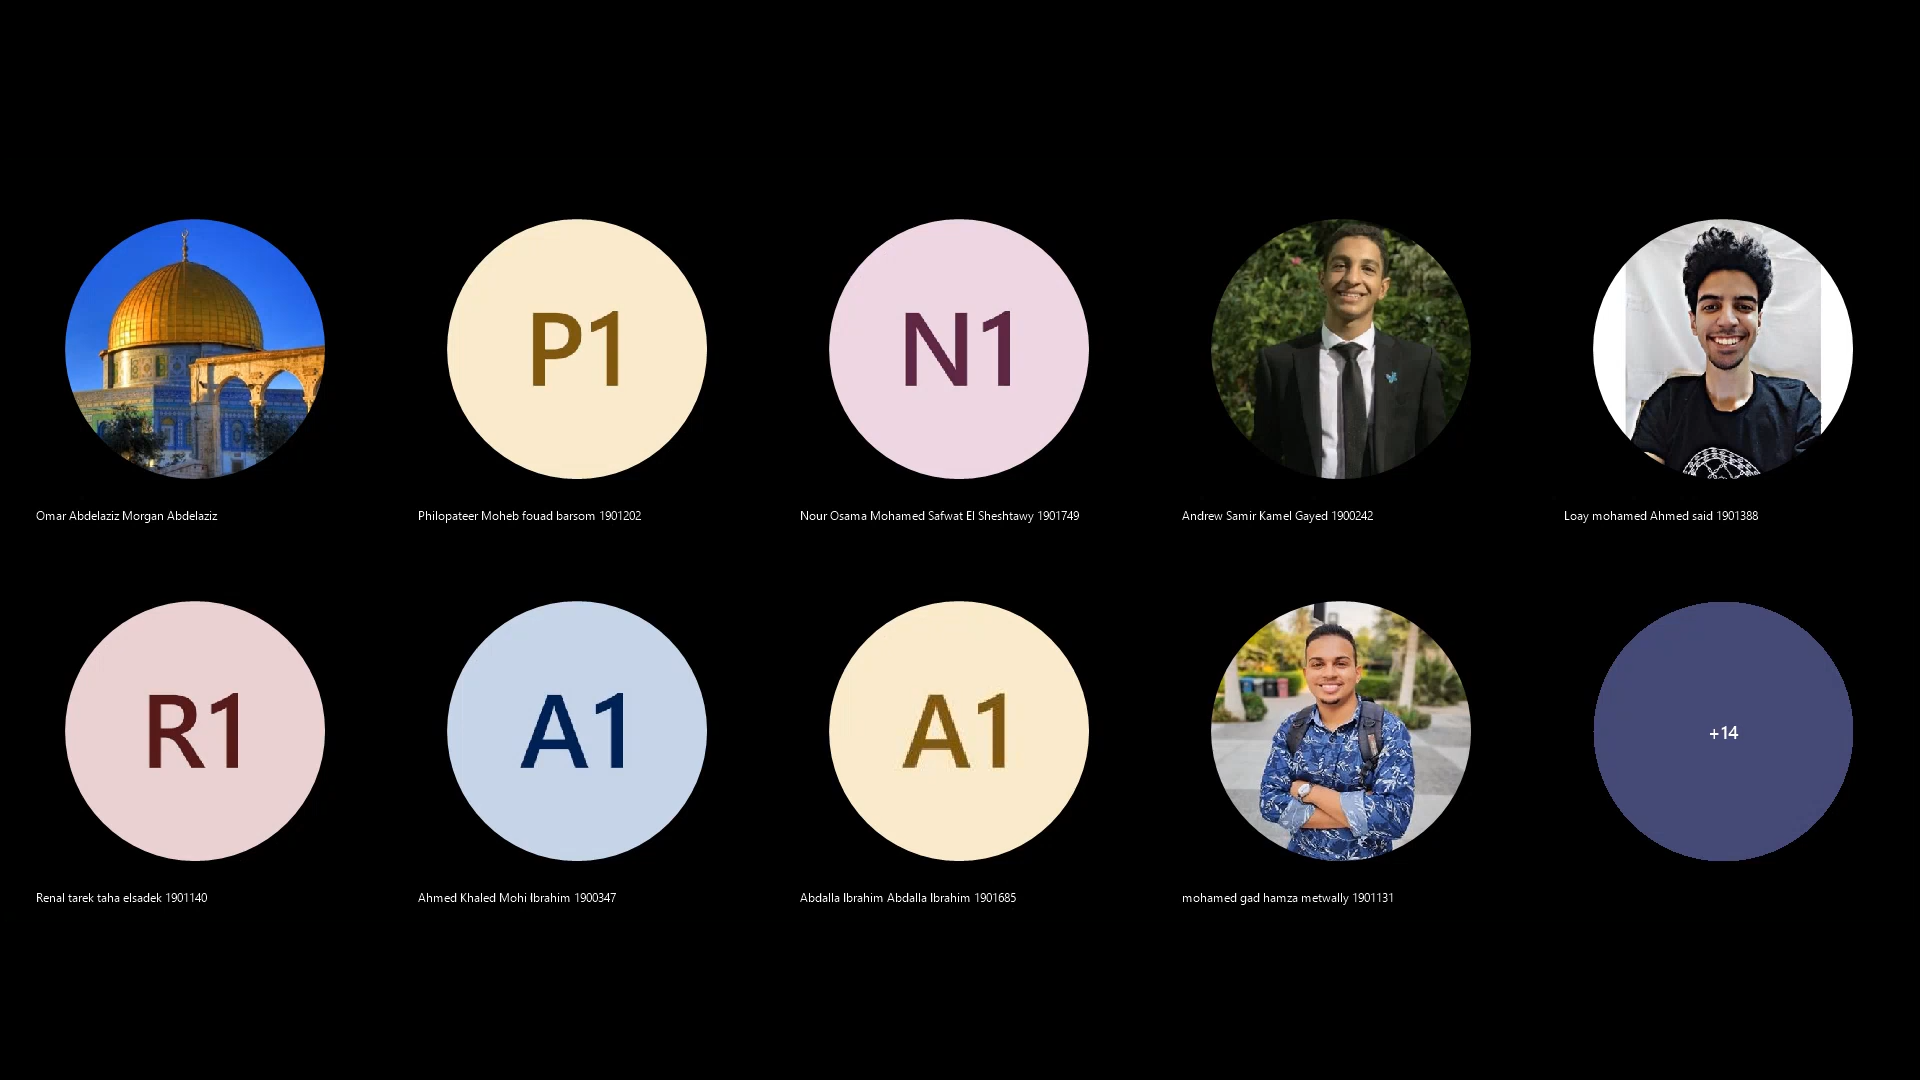 P1
N1
Omar Abdelaziz Morgan Abdelaziz
Philopateer Moheb fouad barsom 1901202
Nour Osama Mohamed Safwat El Sheshtawy 1901749
Andrew Samir Kamel Gayed 1900242
Loay mohamed Ahmed said 1901388
R1
A1
A1
+14
Renal tarek taha elsadek 1901140
Ahmed Khaled Mohi Ibrahim 1900347
Abdalla Ibrahim Abdalla Ibrahim 1901685
mohamed gad hamza metwally 1901131